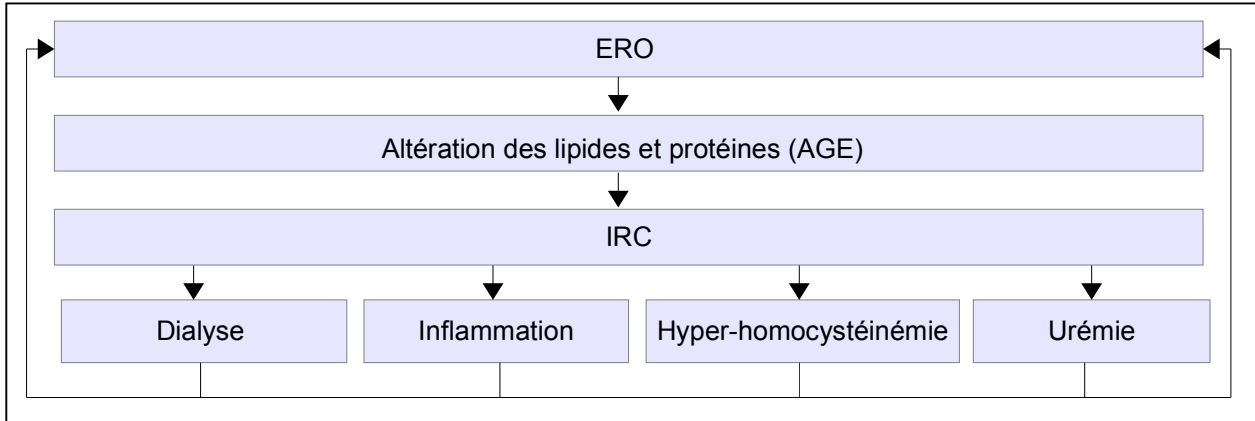 ERO
Altération des lipides et protéines (AGE)
IRC
Dialyse
Inflammation
Hyper-homocystéinémie
Urémie